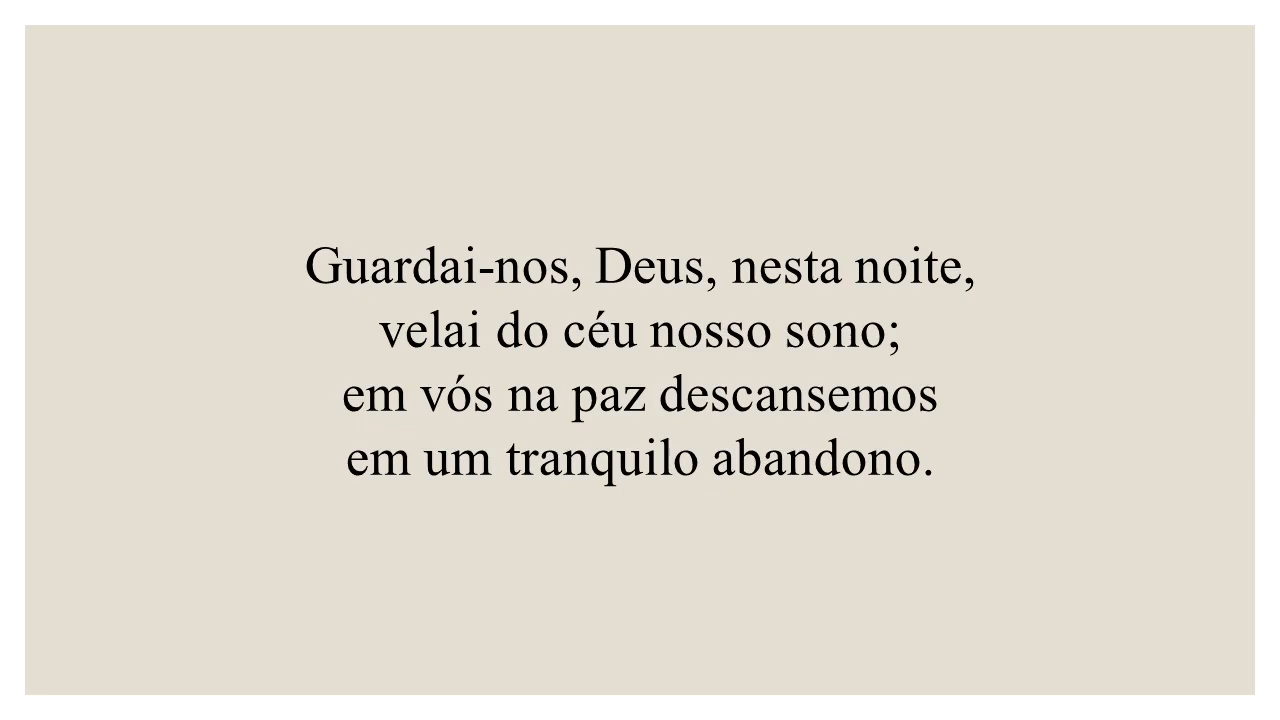 Guardai-nos, Deus, nesta noite,
velai do céu nosso sono;
em vós na paz descansemos
em um tranquilo abandono.